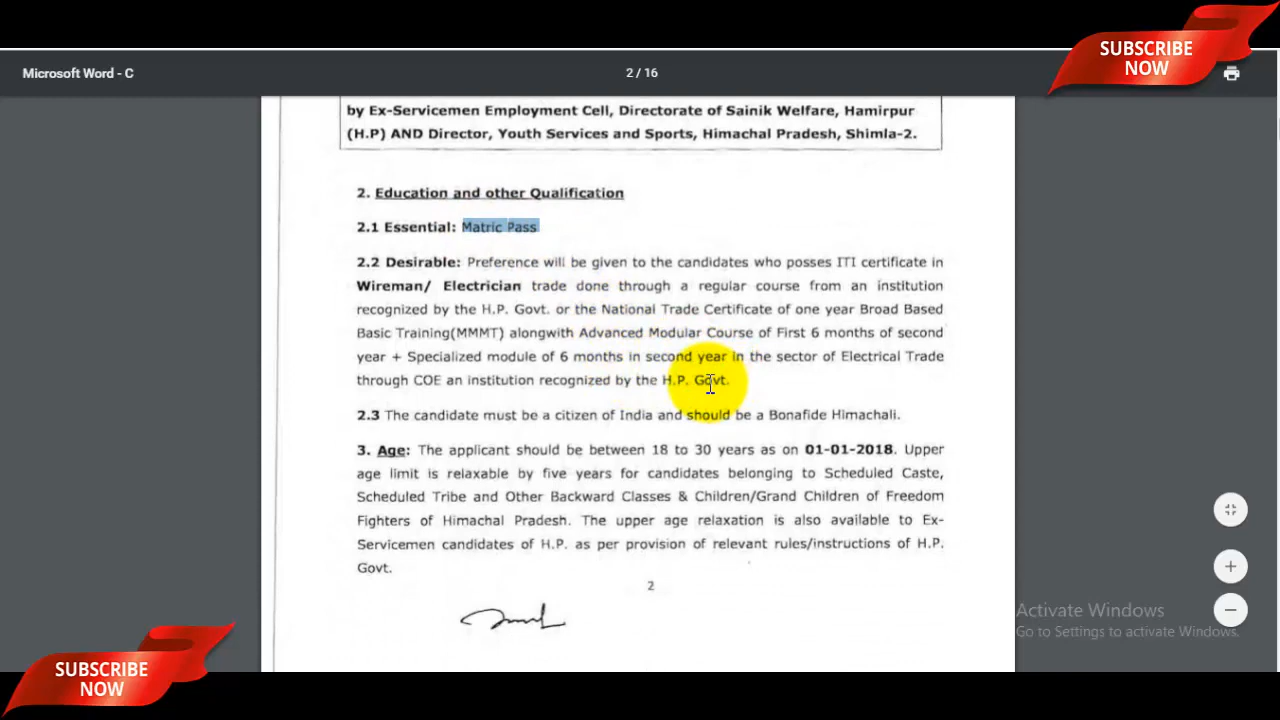 SUBSCRIBE
NOW
Microsoft Word - C
2 / 16
by Ex-Servicemen Employment Cell, Directorate of Sainik Welfare, Hamirpur
(H.P) AND Director, Youth Services and Sports, Himachal Pradesh, Shimla-2.
2. Education and other Qualification
2.1 Essential: Matric Pass
2.2 Desirable: Preference will be given to the candidates who posses ITI certificate in
Wireman/ Electrician trade done through a regular course from an institution
recognized by the H.P. Govt. or the National Trade Certificate of one year Broad Based
Basic Training(MMMT) alongwith Advanced Modular Course of First 6 months of second
year + Specialized module of 6 months in second year in the sector of Electrical Trade
through COE an institution recognized by the H.P. Govt.
2.3 The candidate must be a citizen of India and should be a Bonafide Himachali.
3. Age: The applicant should be between 18 to 30 years as on 01-01-2018. Upper
age limit is relaxable by five years for candidates belonging to Scheduled Caste,
Scheduled Tribe and Other Backward Classes & Children/Grand Children of Freedom
Fighters of Himachal Pradesh. The upper age relaxation is also available to Ex-
Servicemen candidates of H.P. as per provision of relevant rules/instructions of H.P.
Govt.
2
Activate Windows
Go to Settings to activate Windows.
SUBSCRIBE
NOW